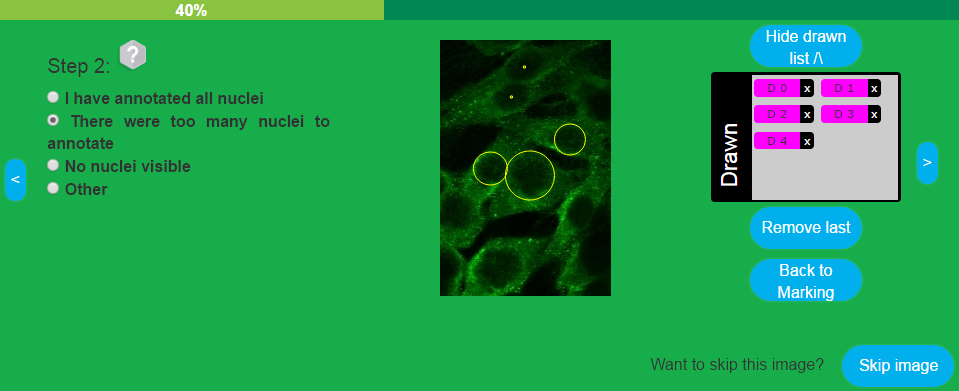 40%
Step 2: ?
I have annotated all nuclei
There were too many nuclei to
annotate
No nuclei visible
Other
<
Hide drawn
list /\
Drawn
D 0 x D 1 x
D 2 x D 3 x
D 4 x
>
Remove last
Back to
Marking
Want to skip this image? Skip image